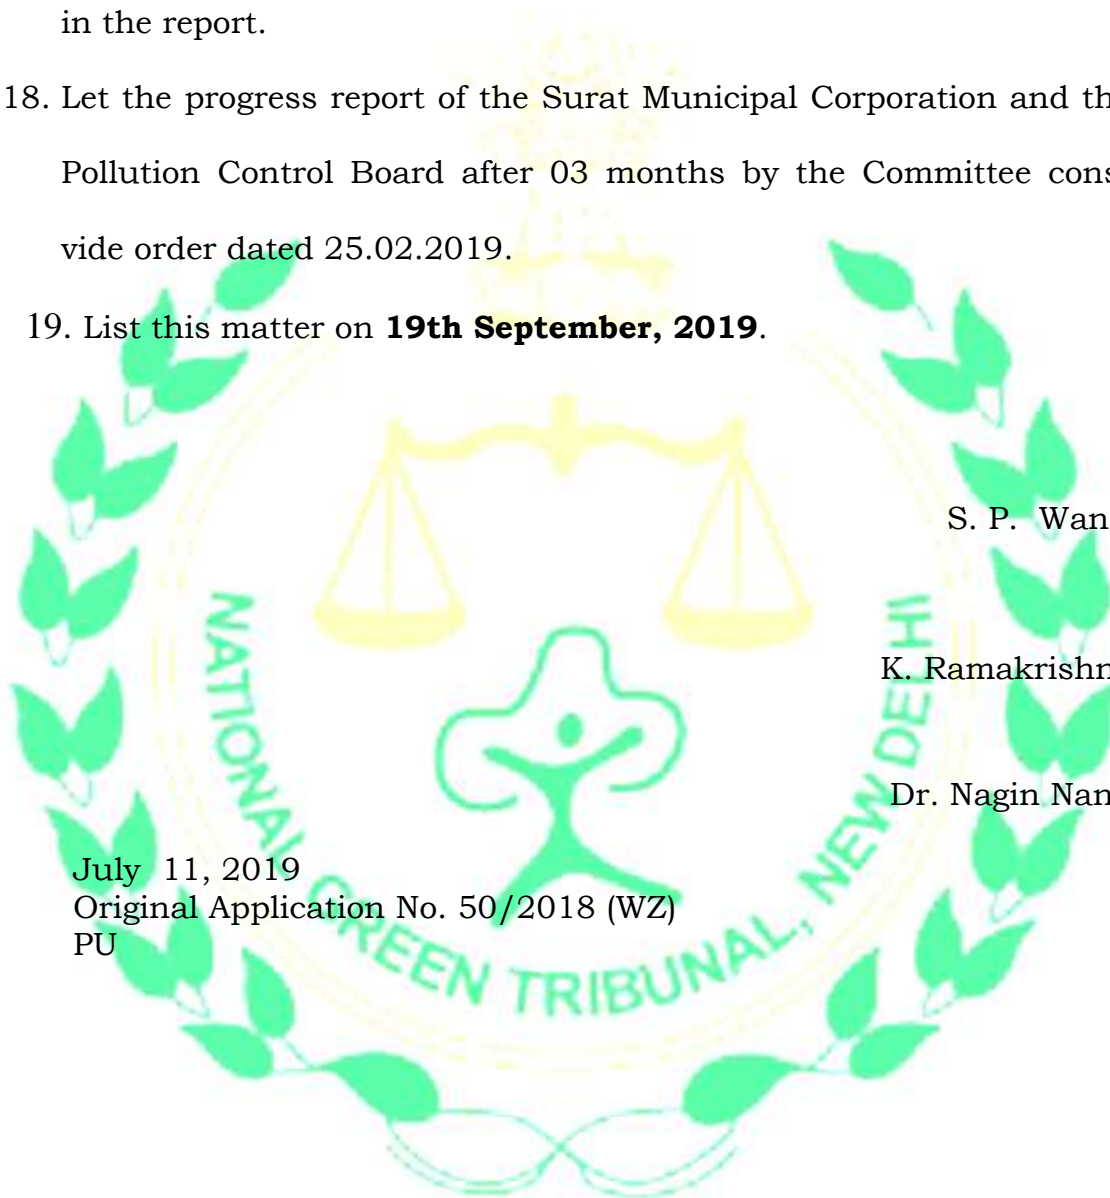 in the report.
18. Let the progress report of the Surat Municipal Corporation and th
Pollution Control Board after 03 months by the Committee cons
vide order dated 25.02.2019.
19. List this matter on 19th September, 2019.
S. P. Wan
K. Ramakrishn
Dr. Nagin Nan
July 11, 2019
Original Application No. 50/2018 (WZ)
PU
NATIONAL GREEN TRIBUNAL, NEW DELHI